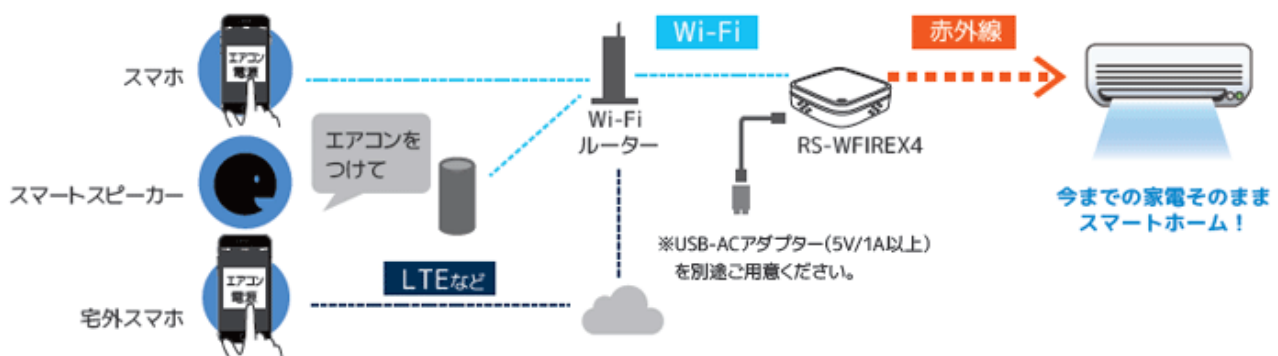 スマホ
エアコン
電源
スマートスピーカー
エアコンを
つけて
宅外スマホ
エアコン
電源
LTEなど
Wi-Fi
ルーター
Wi-Fi
RS-WFIREX4
※USB-ACアダプター(5V/1A以上)
を別途ご用意ください。
赤外線
今までの家電そのまま
スマートホーム！